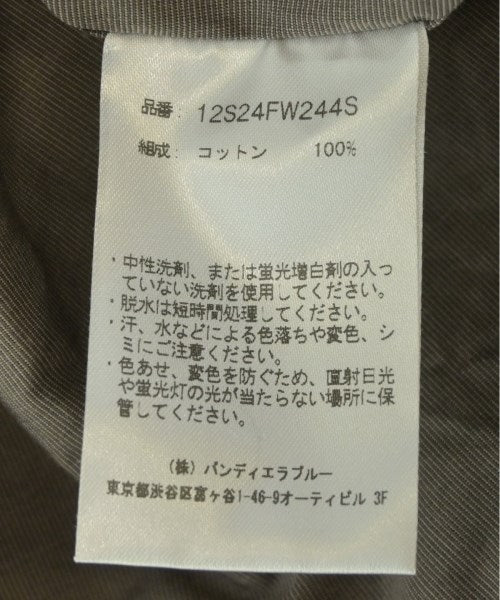 品番: 12S24FW244S
組成: コットン 100%
・中性洗剤、または蛍光増白剤の入っ
ていない洗剤を使用してください。
・脱水は短時間処理してください。
・汗、水などによる色落ちや変色、シ
ミにご注意ください。
・色あせ、変色を防ぐため、直射日光
や蛍光灯の光が当たらない場所に保
管してください。
(株) バンディエラブルー
東京都渋谷区富ヶ谷1-46-9オーティビル 3F